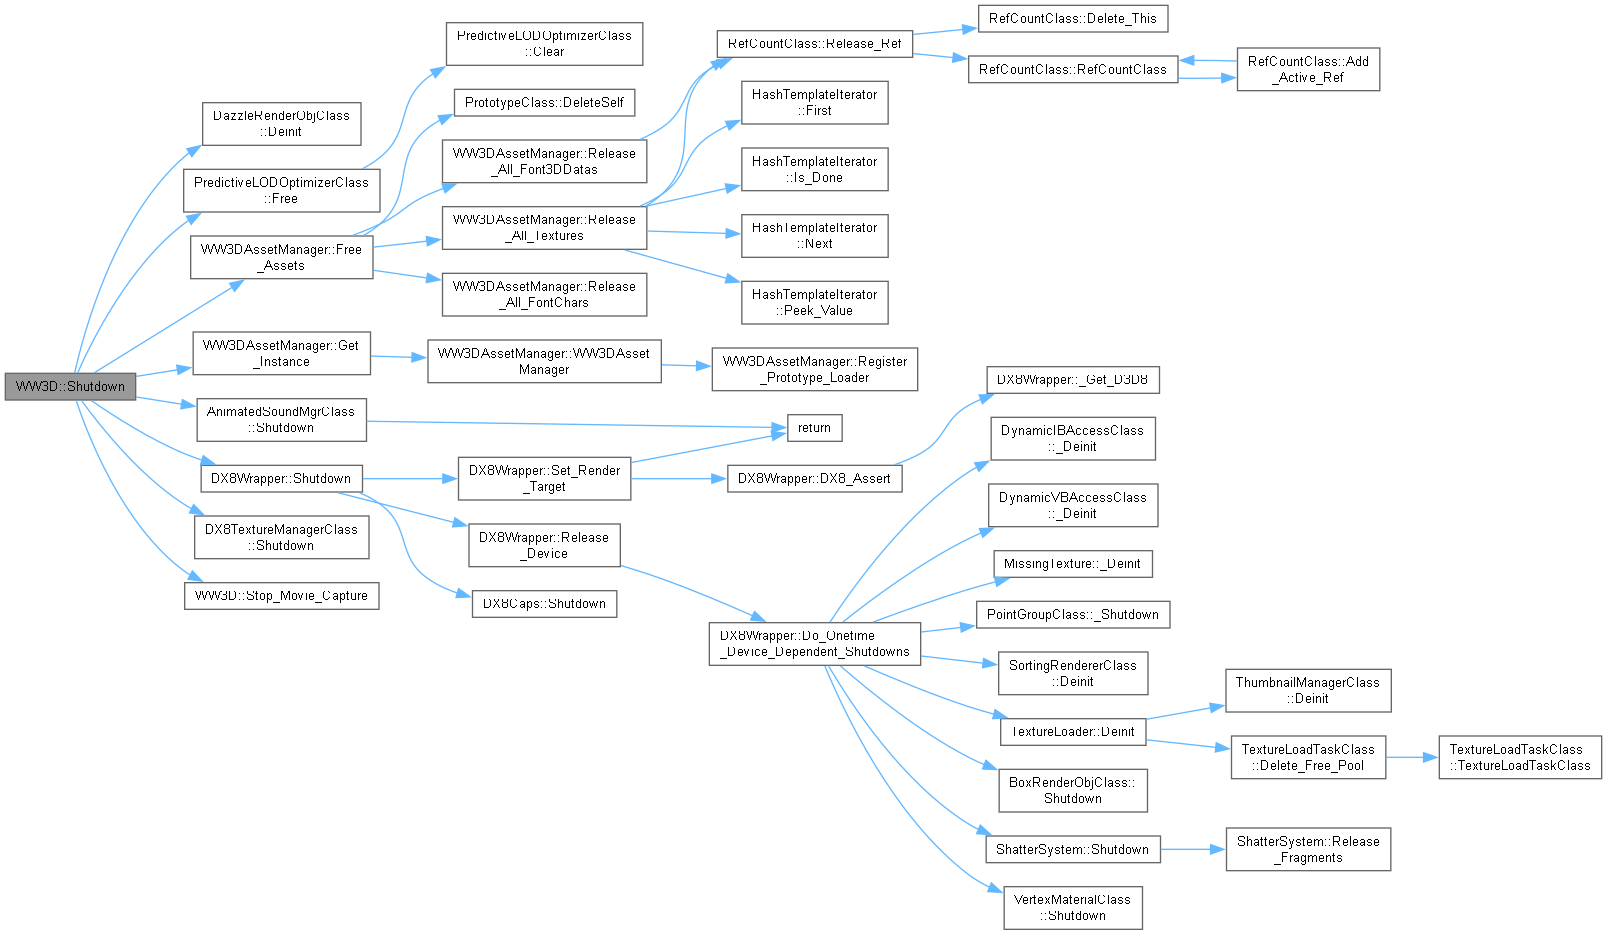 WW3D::Shutdown
DazzleRenderObjClass
::Deinit
PredictiveLODOptimizerClass
::Free
WW3DAssetManager::Free
_Assets
WW3DAssetManager::Get
_Instance
AnimatedSoundMgrClass
::Shutdown
DX8Wrapper::Shutdown
DX8TextureManagerClass
::Shutdown
WW3D::Stop_Movie_Capture
PredictiveLODOptimizerClass
::Clear
PrototypeClass::DeleteSelf
WW3DAssetManager::Release
_All_Font3DDatas
WW3DAssetManager::Release
_All_Textures
WW3DAssetManager::Release
_All_FontChars
WW3DAssetManager::WW3DAsset
Manager
DX8Wrapper::Set_Render
_Target
DX8Wrapper::Release
_Device
DX8Caps::Shutdown
RefCountClass::Release_Ref
HashTemplateIterator
::First
HashTemplateIterator
::Is_Done
HashTemplateIterator
::Next
HashTemplateIterator
::Peek_Value
WW3DAssetManager::Register
_Prototype_Loader
return
DX8Wrapper::DX8_Assert
DX8Wrapper::Do_Onetime
_Device_Dependent_Shutdowns
RefCountClass::Delete_This
RefCountClass::RefCountClass
DX8Wrapper::_Get_D3D8
DynamicIBAccessClass
::_Deinit
DynamicVBAccessClass
::_Deinit
MissingTexture::_Deinit
PointGroupClass::_Shutdown
SortingRendererClass
::Deinit
TextureLoader::Deinit
BoxRenderObjClass::
Shutdown
ShatterSystem::Shutdown
VertexMaterialClass
::Shutdown
RefCountClass::Add
_Active_Ref
ThumbnailManagerClass
::Deinit
TextureLoadTaskClass
::Delete_Free_Pool
ShatterSystem::Release
_Fragments
TextureLoadTaskClass
::TextureLoadTaskClass